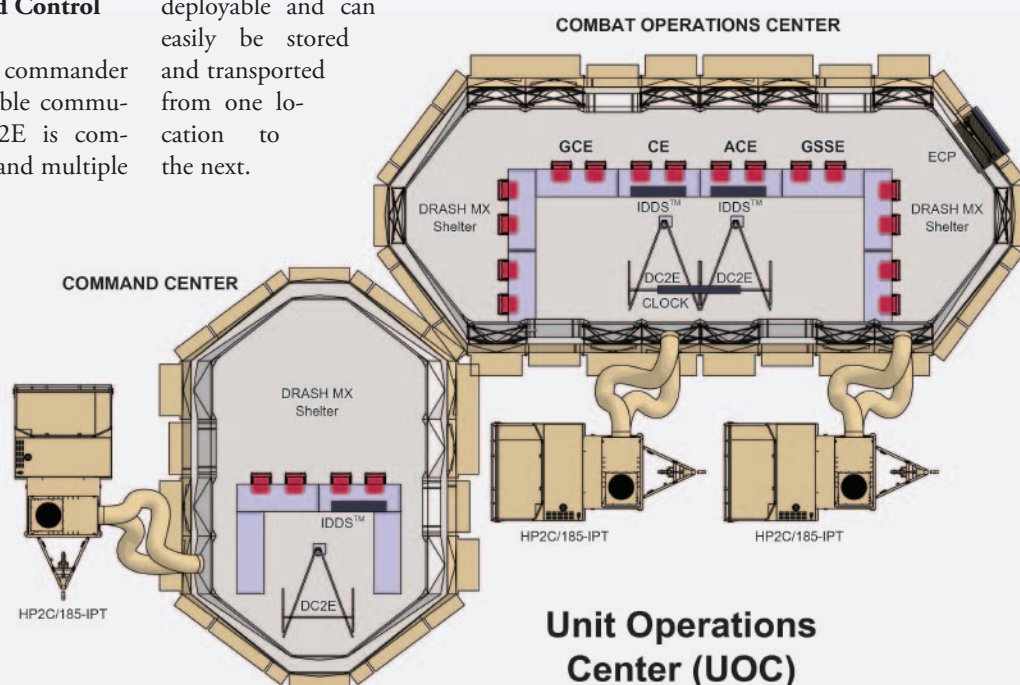 d Control
commander
ble commu-
2E is com-
and multiple
deployable and can
easily be stored
and transported
from one lo-
cation to
the next.
COMBAT OPERATIONS CENTER
GCE
CE
ACE
GSSE
ECP
DRASH MX
Shelter
IDDS™
IDDS™
DRASH MX
Shelter
DC2E
DC2E
CLOCK
COMMAND CENTER
DRASH MX
Shelter
IDDS™
DC2E
HP2C/185-IPT
HP2C/185-IPT
HP2C/185-IPT
Unit Operations
Center (UOC)